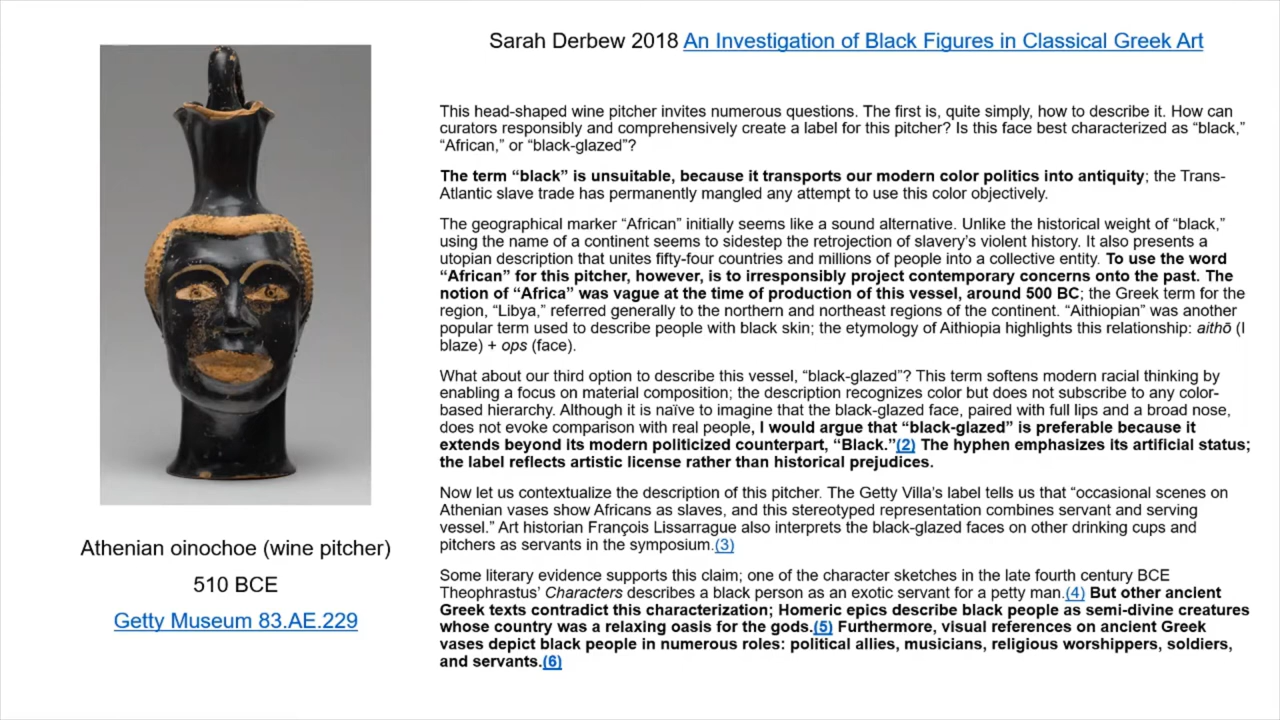 Sarah Derbew 2018 An Investigation of Black Figures in Classical Greek Art
This head-shaped wine pitcher invites numerous questions. The first is, quite simply, how to describe it. How can
curators responsibly and comprehensively create a label for this pitcher? Is this face best characterized as “black,”
“African,” or “black-glazed”?
The term “black” is unsuitable, because it transports our modern color politics into antiquity; the Trans-
Atlantic slave trade has permanently mangled any attempt to use this color objectively.
The geographical marker “African” initially seems like a sound alternative. Unlike the historical weight of “black,”
using the name of a continent seems to sidestep the retrojection of slavery’s violent history. It also presents a
utopian description that unites fifty-four countries and millions of people into a collective entity. To use the word
“African” for this pitcher, however, is to irresponsibly project contemporary concerns onto the past. The
notion of “Africa” was vague at the time of production of this vessel, around 500 BC; the Greek term for the
region, “Libya,” referred generally to the northern and northeast regions of the continent. “Aithiopian” was another
popular term used to describe people with black skin; the etymology of Aithiopia highlights this relationship: aithō (I
blaze) + ops (face).
What about our third option to describe this vessel, “black-glazed”? This term softens modern racial thinking by
enabling a focus on material composition; the description recognizes color but does not subscribe to any color-
based hierarchy. Although it is naïve to imagine that the black-glazed face, paired with full lips and a broad nose,
does not evoke comparison with real people, I would argue that “black-glazed” is preferable because it
extends beyond its modern politicized counterpart, “Black.”(2) The hyphen emphasizes its artificial status;
the label reflects artistic license rather than historical prejudices.
Now let us contextualize the description of this pitcher. The Getty Villa’s label tells us that “occasional scenes on
Athenian vases show Africans as slaves, and this stereotyped representation combines servant and serving
vessel.” Art historian François Lissarrague also interprets the black-glazed faces on other drinking cups and
pitchers as servants in the symposium.(3)
Some literary evidence supports this claim; one of the character sketches in the late fourth century BCE
Theophrastus’ Characters describes a black person as an exotic servant for a petty man.(4) But other ancient
Greek texts contradict this characterization; Homeric epics describe black people as semi-divine creatures
whose country was a relaxing oasis for the gods.(5) Furthermore, visual references on ancient Greek
vases depict black people in numerous roles: political allies, musicians, religious worshippers, soldiers,
and servants.(6)
Athenian oinochoe (wine pitcher)
510 BCE
Getty Museum 83.AE.229